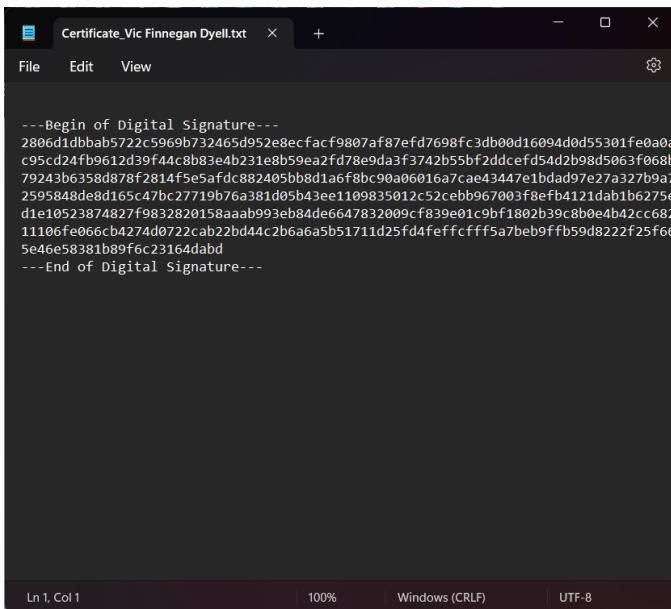 Certificate_Vic Finnegan Dyell.txt
File Edit View
---Begin of Digital Signature---
2806d1dbbab5722c5969b732465d952e8ecfacf9807af87efd7698fc3db00d16094d0d55301fe0a0a
c95cd24fb9612d39f44c8b83e4b231e8b59ea2fd78e9da3f3742b55bf2ddcefd54d2b98d5063f068b
79243b6358d878f2814f5e5afdc882405bb8d1a6f8bc90a06016a7cae43447e1bdad97e27a327b9a7
2595848de8d165c47bc27719b76a381d05b43ee1109835012c52cebb967003f8efb4121dab1b6275e
d1e10523874827f9832820158aaab993eb84de6647832009cf839e01c9bf1802b39c8b0e4b42cc682
11106fe066cb4274d0722cab22bd44c2b6a6a5b51711d25fd4feffcfff5a7beb9ffb59d8222f25f66
5e46e58381b89f6c23164dabd
---End of Digital Signature---
Ln 1, Col 1 100% Windows (CRLF) UTF-8